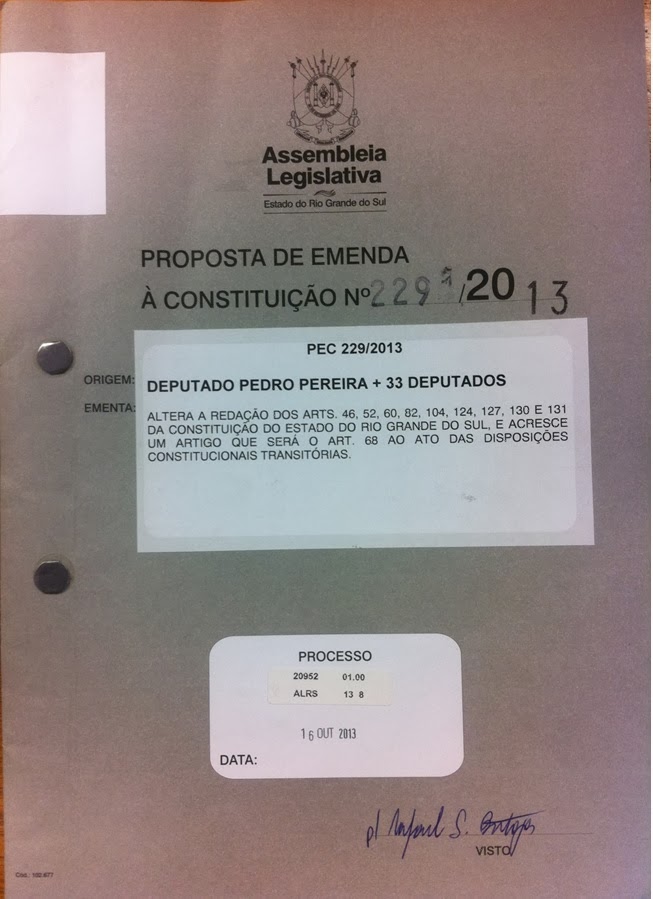 Assembleia
Legislativa
Estado do Rio Grande do Sul
PROPOSTA DE EMENDA
À CONSTITUIÇÃO Nº 229 /2013
PEC 229/2013
ORIGEM: DEPUTADO PEDRO PEREIRA + 33 DEPUTADOS
EMENTA: ALTERA A REDAÇÃO DOS ARTS. 46, 52, 60, 82, 104, 124, 127, 130 E 131
DA CONSTITUIÇÃO DO ESTADO DO RIO GRANDE DO SUL, E ACRESCE
UM ARTIGO QUE SERÁ O ART. 68 AO ATO DAS DISPOSIÇÕES
CONSTITUCIONAIS TRANSITÓRIAS.
PROCESSO
20952 01.00
ALRS 13 8
16 OUT 2013
DATA:
VISTO